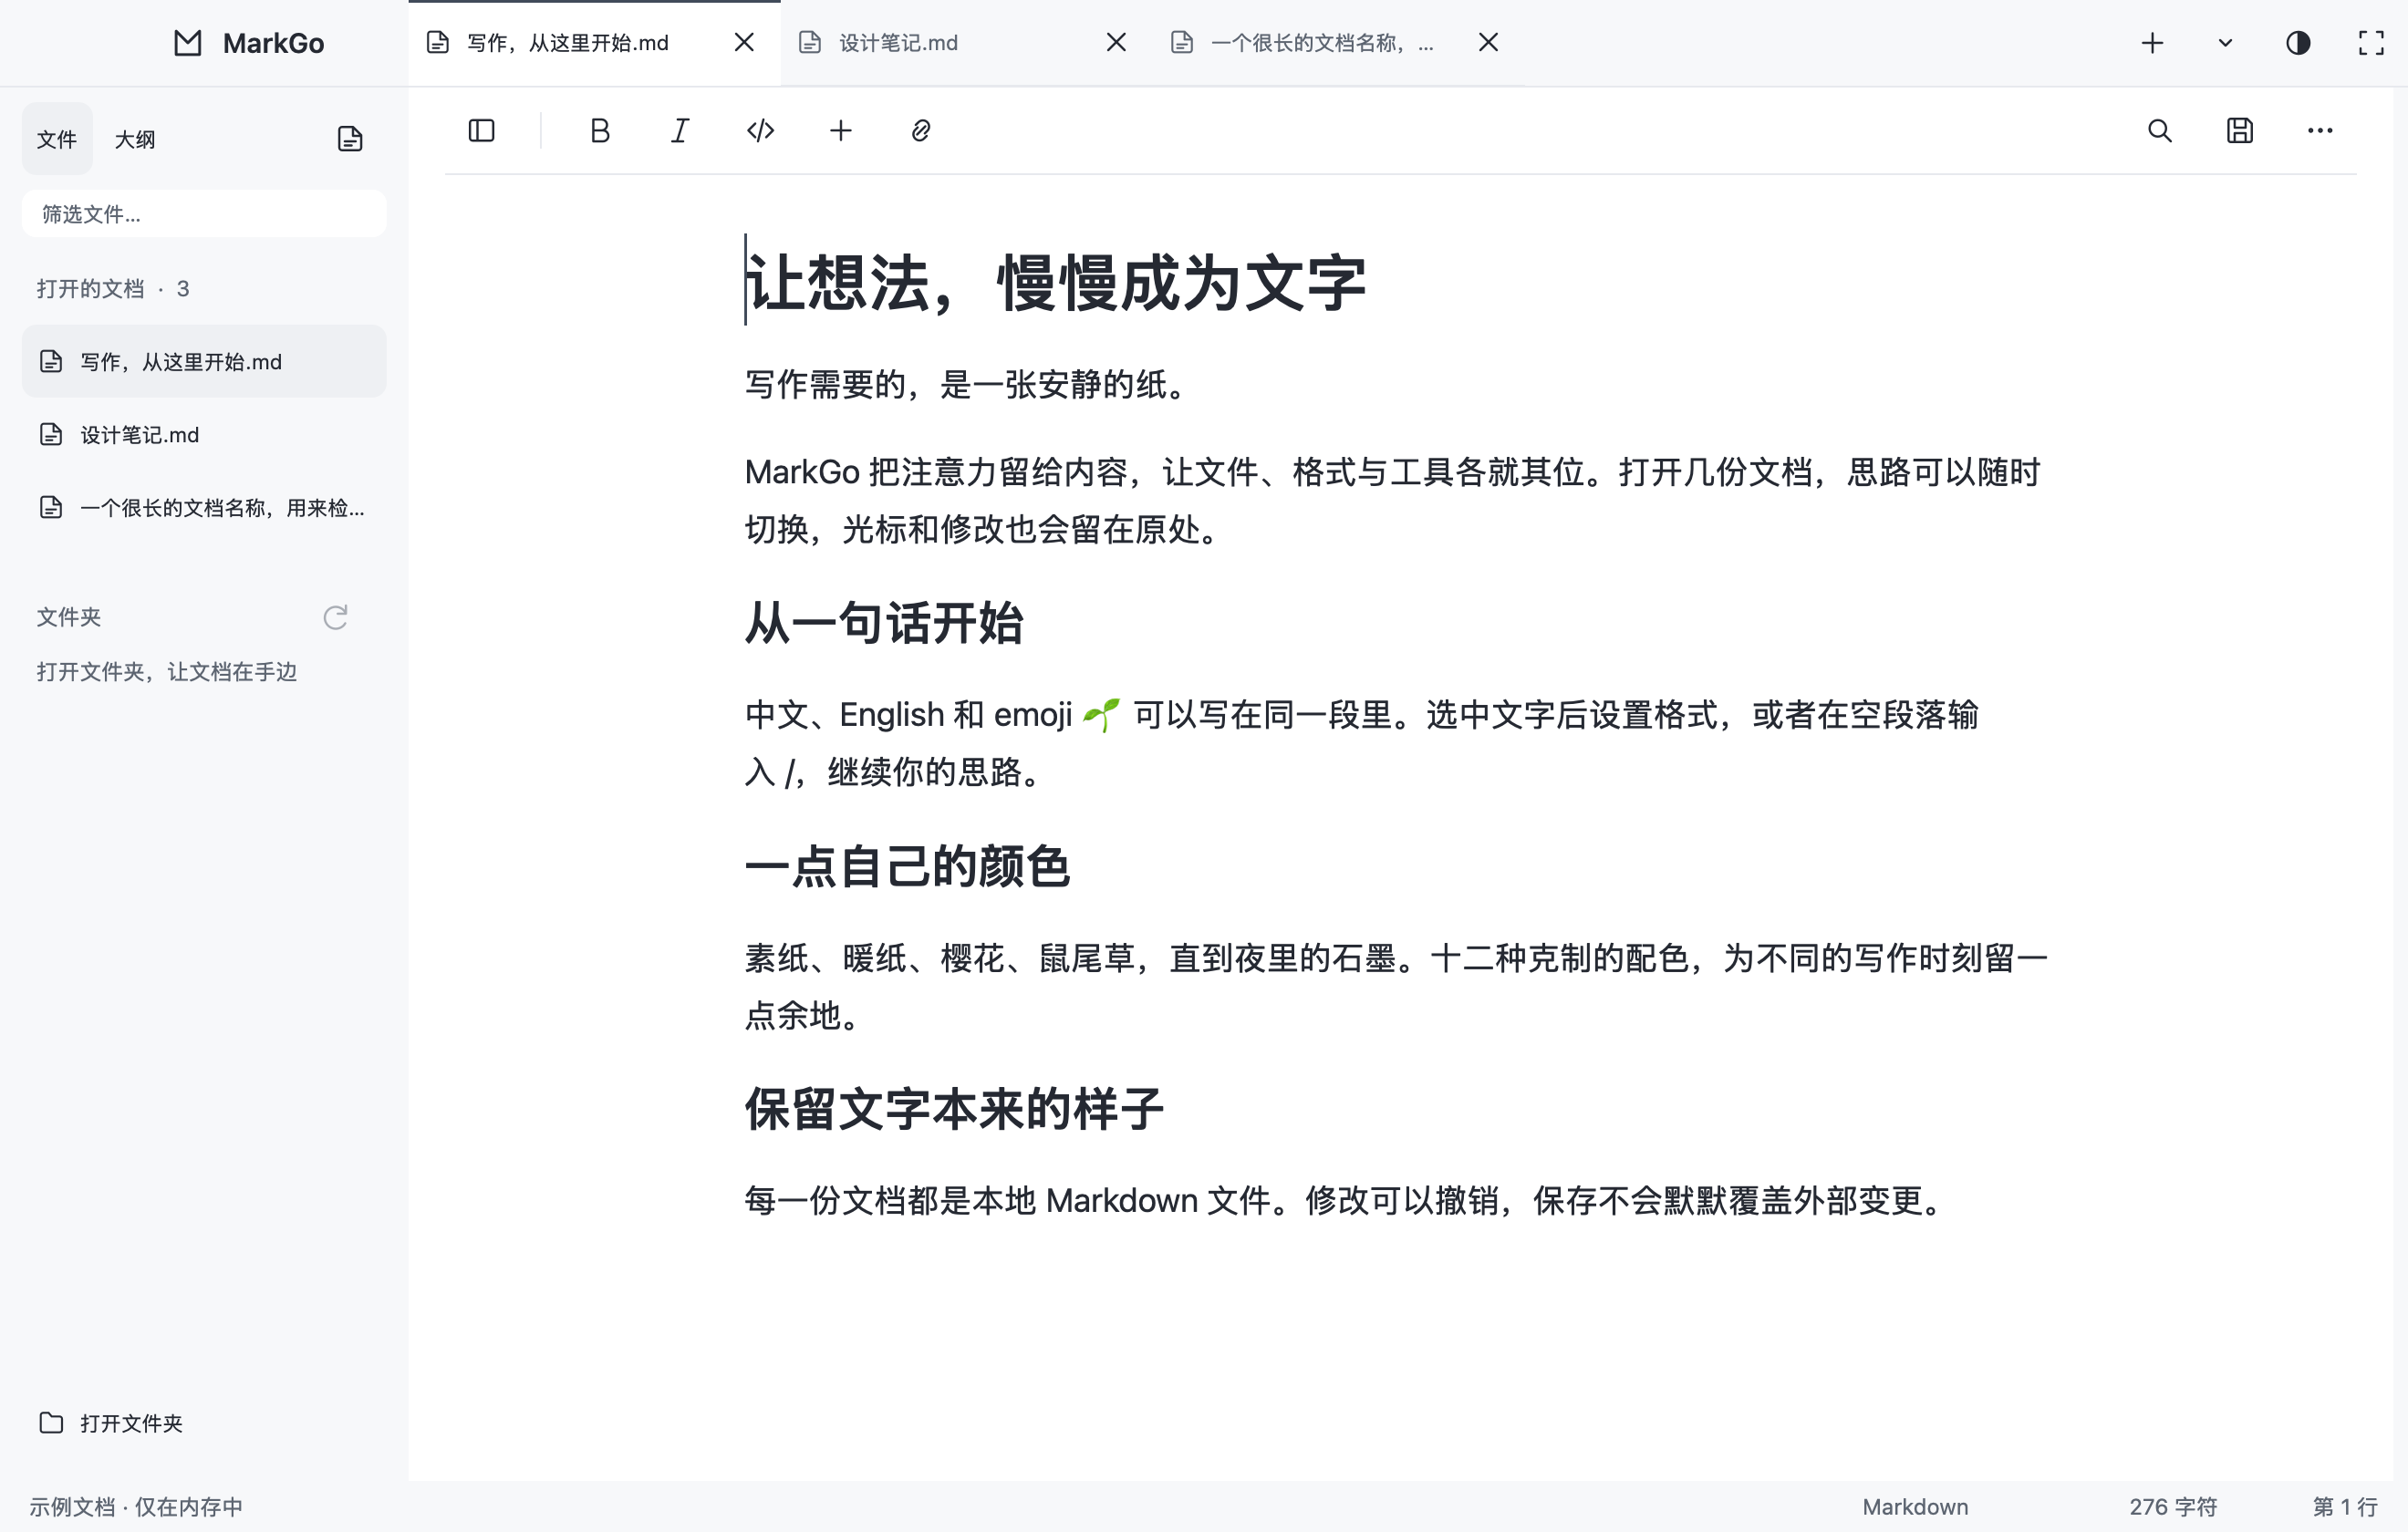 MarkGo
写作，从这里开始.md
设计笔记.md
一个很长的文档名称，...
文件
大纲
筛选文件...
打开的文档 · 3
写作，从这里开始.md
设计笔记.md
一个很长的文档名称，用来检...
文件夹
打开文件夹，让文档在手边
打开文件夹
让想法，慢慢成为文字
写作需要的，是一张安静的纸。
MarkGo 把注意力留给内容，让文件、格式与工具各就其位。打开几份文档，思路可以随时
切换，光标和修改也会留在原处。
从一句话开始
中文、English 和 emoji 🌱 可以写在同一段里。选中文字后设置格式，或者在空段落输
入 /，继续你的思路。
一点自己的颜色
素纸、暖纸、樱花、鼠尾草，直到夜里的石墨。十二种克制的配色，为不同的写作时刻留一
点余地。
保留文字本来的样子
每一份文档都是本地 Markdown 文件。修改可以撤销，保存不会默默覆盖外部变更。
示例文档 · 仅在内存中
Markdown
276 字符
第 1 行